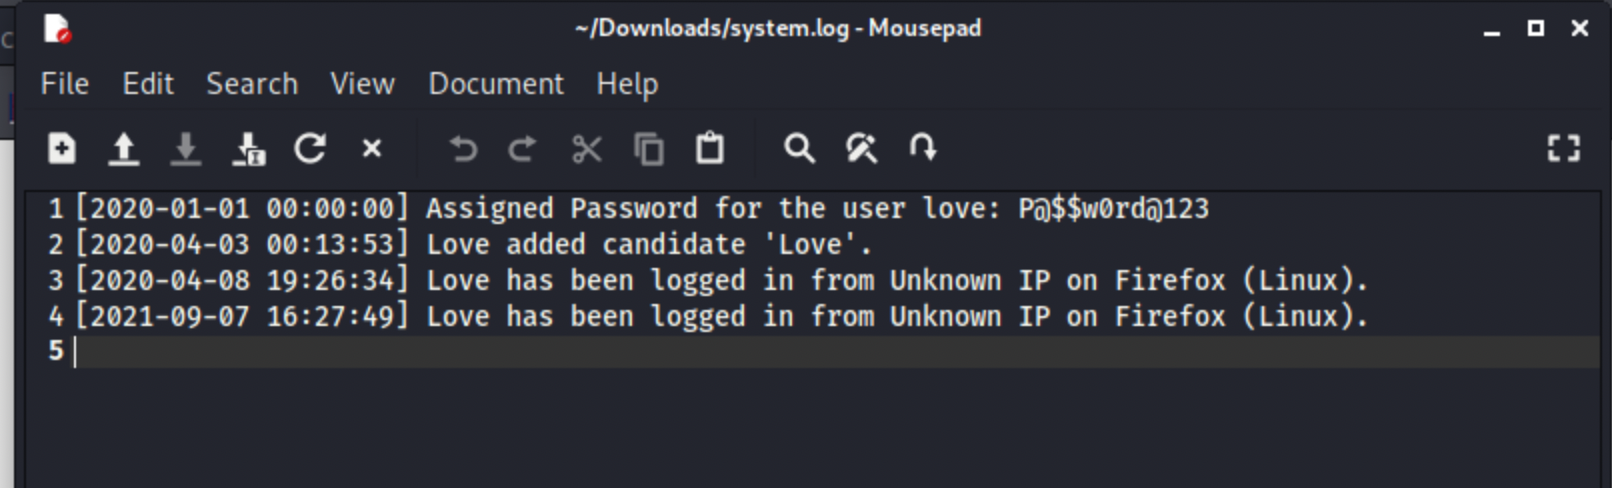 ~/Downloads/system.log - Mousepad
File Edit Search View Document Help
1 [2020-01-01 00:00:00] Assigned Password for the user love: P@$$w0rd@123
2 [2020-04-03 00:13:53] Love added candidate 'Love'.
3 [2020-04-08 19:26:34] Love has been logged in from Unknown IP on Firefox (Linux).
4 [2021-09-07 16:27:49] Love has been logged in from Unknown IP on Firefox (Linux).
5